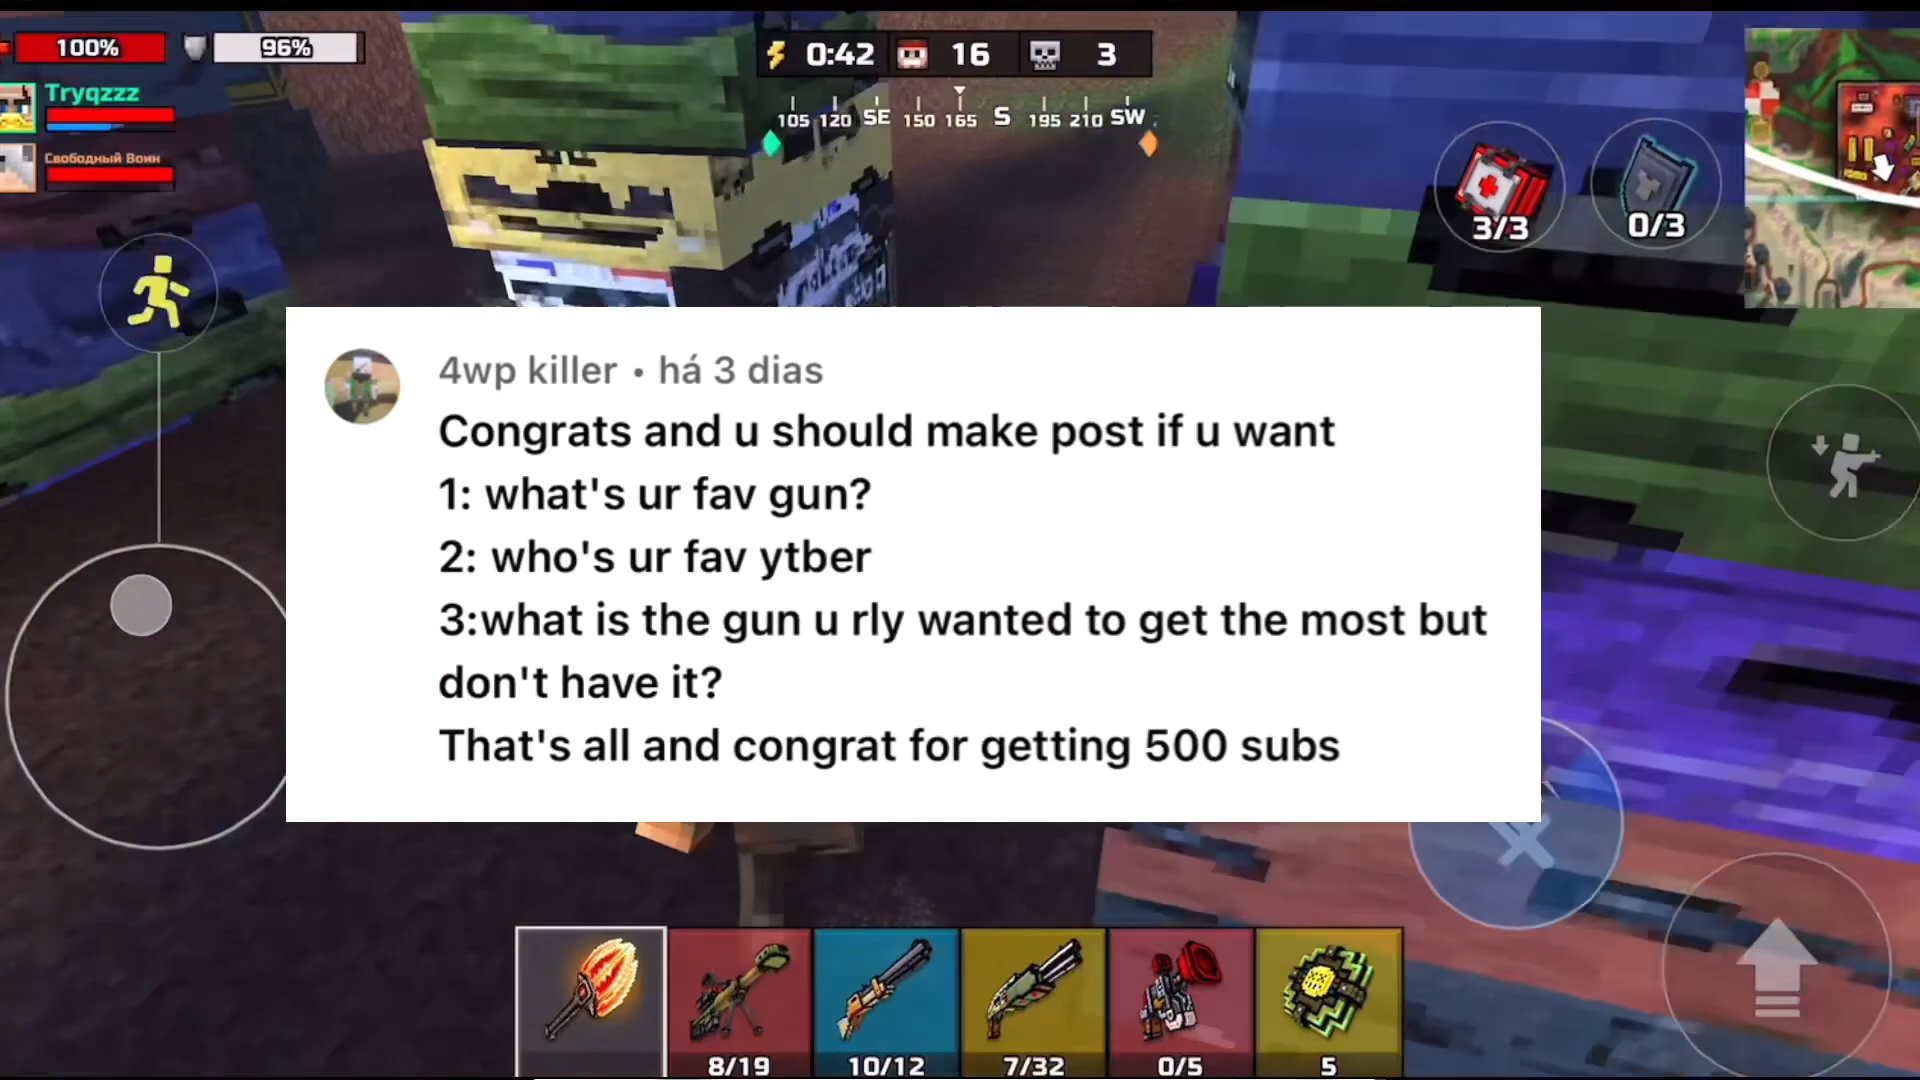 100%
96%
0:42
16
3
Tryqzzz
Свободный Воин
105 120 SE 150 165 S 195 210 SW
3/3
0/3
4wp killer • há 3 dias
Congrats and u should make post if u want
1: what's ur fav gun?
2: who's ur fav ytber
3:what is the gun u rly wanted to get the most but
don't have it?
That's all and congrat for getting 500 subs
8/19
10/12
7/32
0/5
5